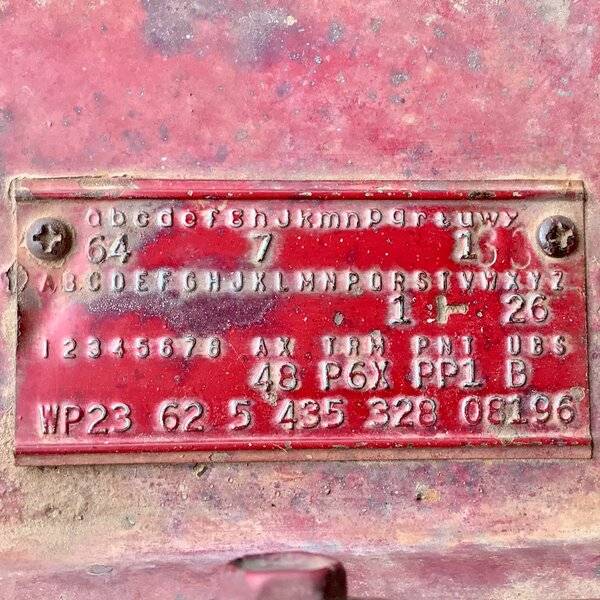 abcdefghJkmnpqrtuwy
64 7 1
ABCDEFGHJKLMNPQRSTVWXYZ
1 26
12345678 AX TRM PNT UBS
48 P6X PP1 B
WP23 62 5 435 328 08196